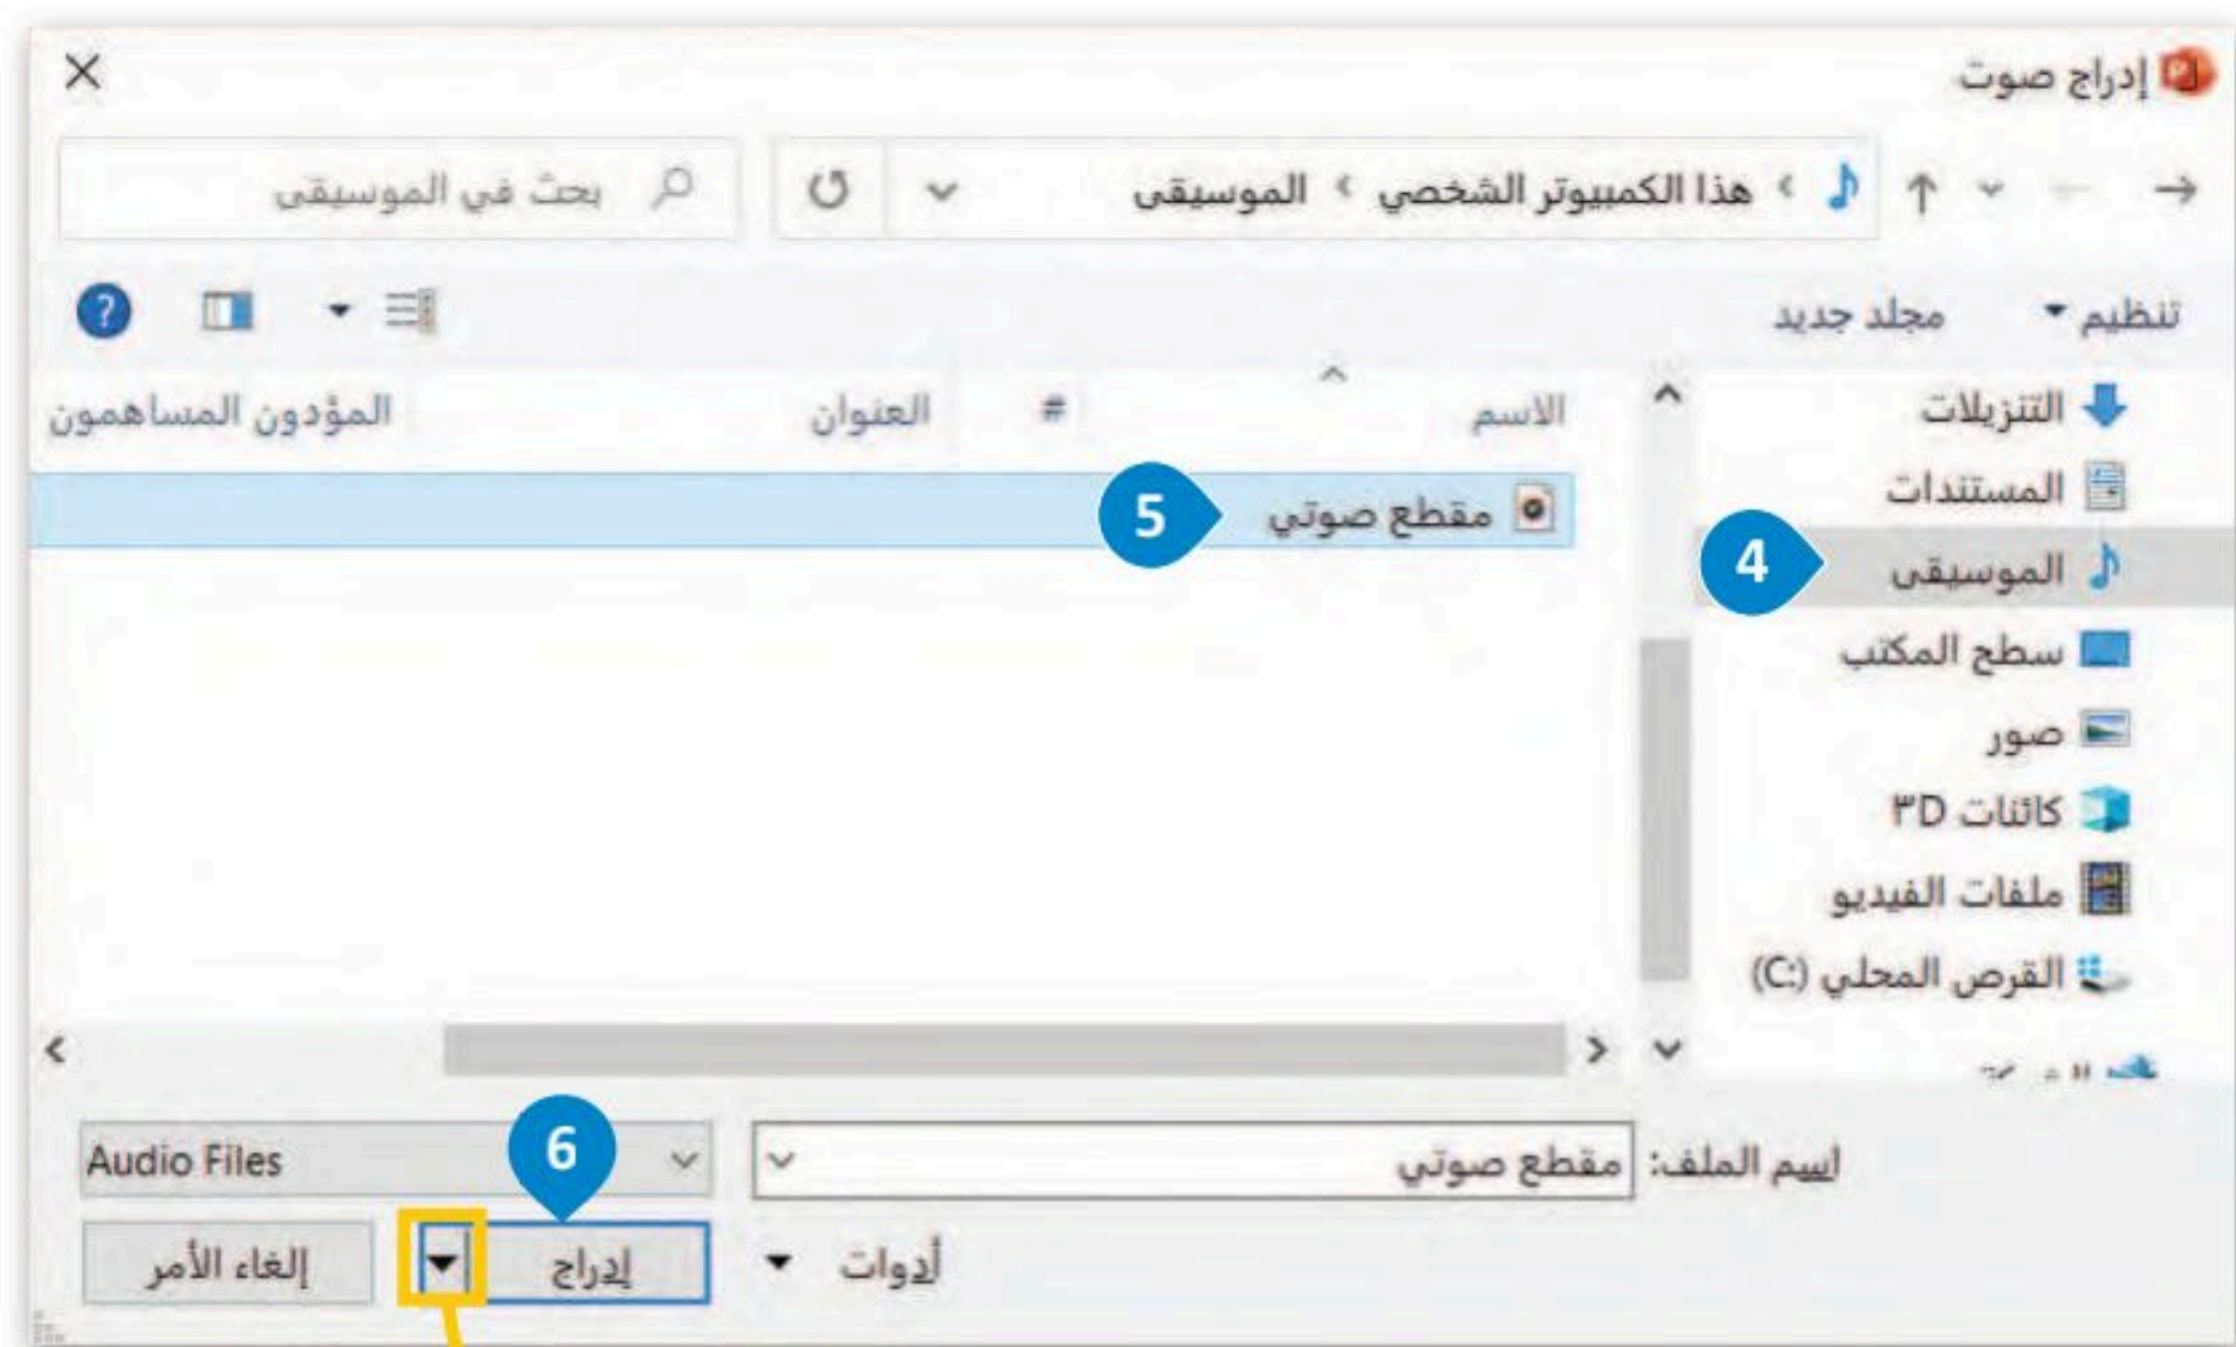 إدراج صوت
هذا الكمبيوتر الشخصي › الموسيقى
بحث في الموسيقى
تنظيم
مجلد جديد
الاسم
#
العنوان
المؤدون المساهمون
مقطع صوتي
5
التنزيلات
المستندات
الموسيقى
4
سطح المكتب
صور
كائنات ٣D
ملفات الفيديو
القرص المحلي (C:)
اسم الملف: مقطع صوتي
Audio Files
6
أدوات
إدراج
إلغاء الأمر